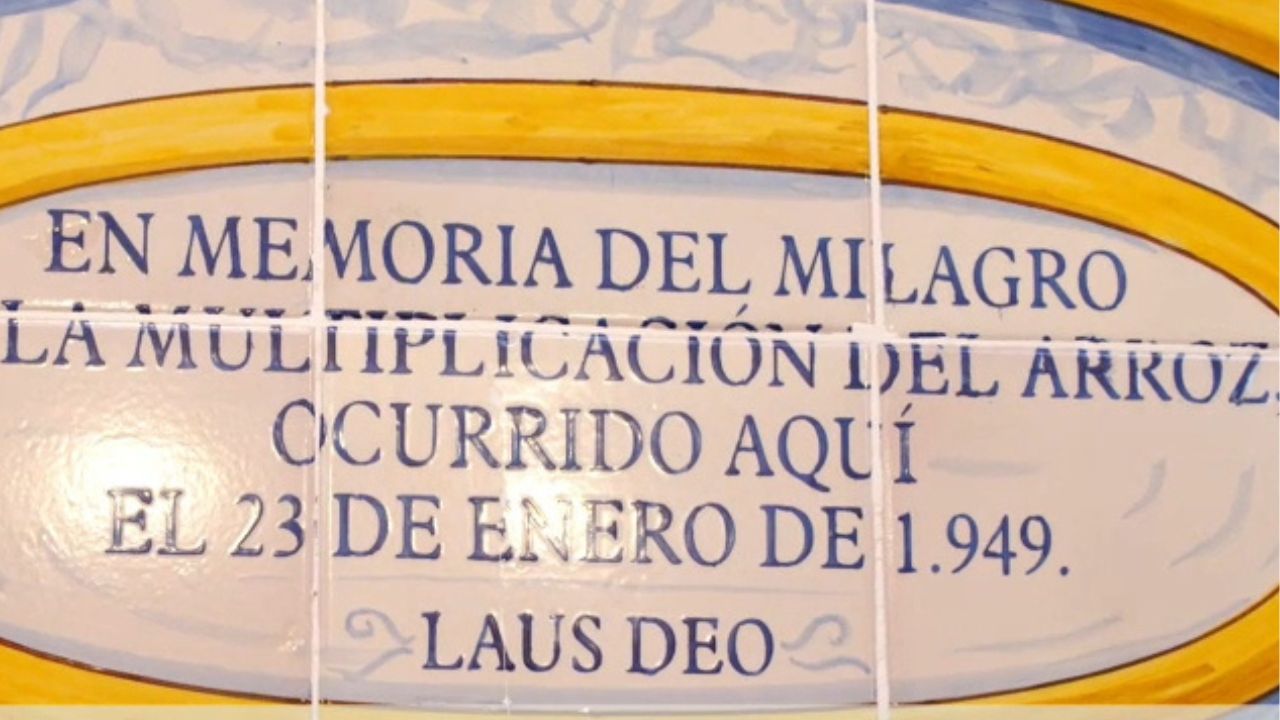 EN MEMORIA DEL MILAGRO
LA MULTIPLICACIÓN DEL ARROZ
OCURRIDO AQUÍ
EL 23 DE ENERO DE 1.949.
LAUS DEO